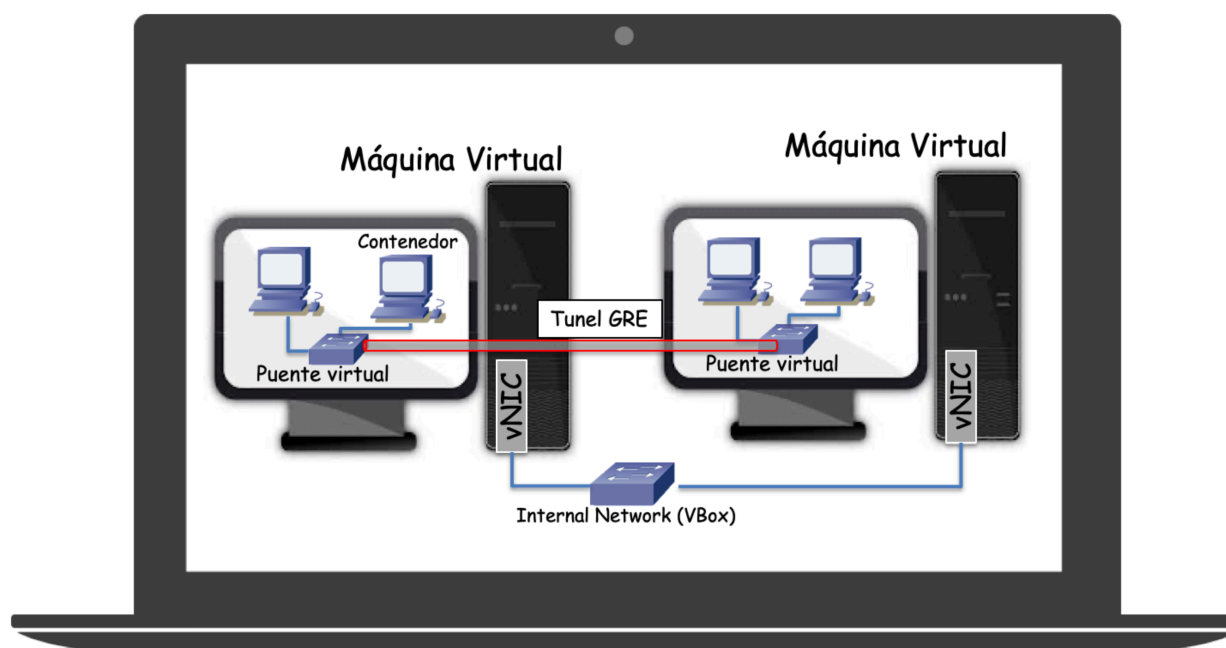 Máquina Virtual
Máquina Virtual
Contenedor
Tunel GRE
Puente virtual
Puente virtual
vNIC
vNIC
Internal Network (VBox)